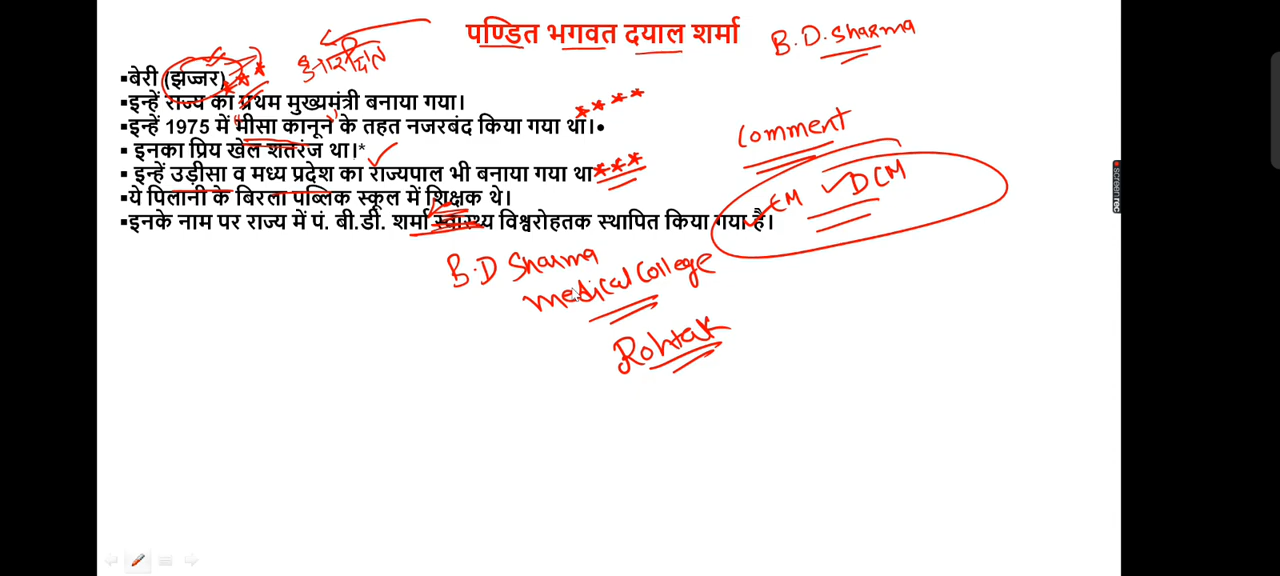 पण्डित भगवत दयाल शर्मा
B.D. Sharma
▪बेरी (झज्जर)
▪इन्हें राज्य का प्रथम मुख्यमंत्री बनाया गया।
▪इन्हें 1975 में मीसा कानून के तहत नजरबंद किया गया था।•
▪ इनका प्रिय खेल शतरंज था।*
Comment
▪ इन्हें उड़ीसा व मध्य प्रदेश का राज्यपाल भी बनाया गया था
CM DCM
▪ये पिलानी के बिरला पब्लिक स्कूल में शिक्षक थे।
▪इनके नाम पर राज्य में पं. बी.डी. शर्मा स्वास्थ्य विश्वरोहतक स्थापित किया गया है।
B.D Sharma
Medical College
Rohtak
screenrec